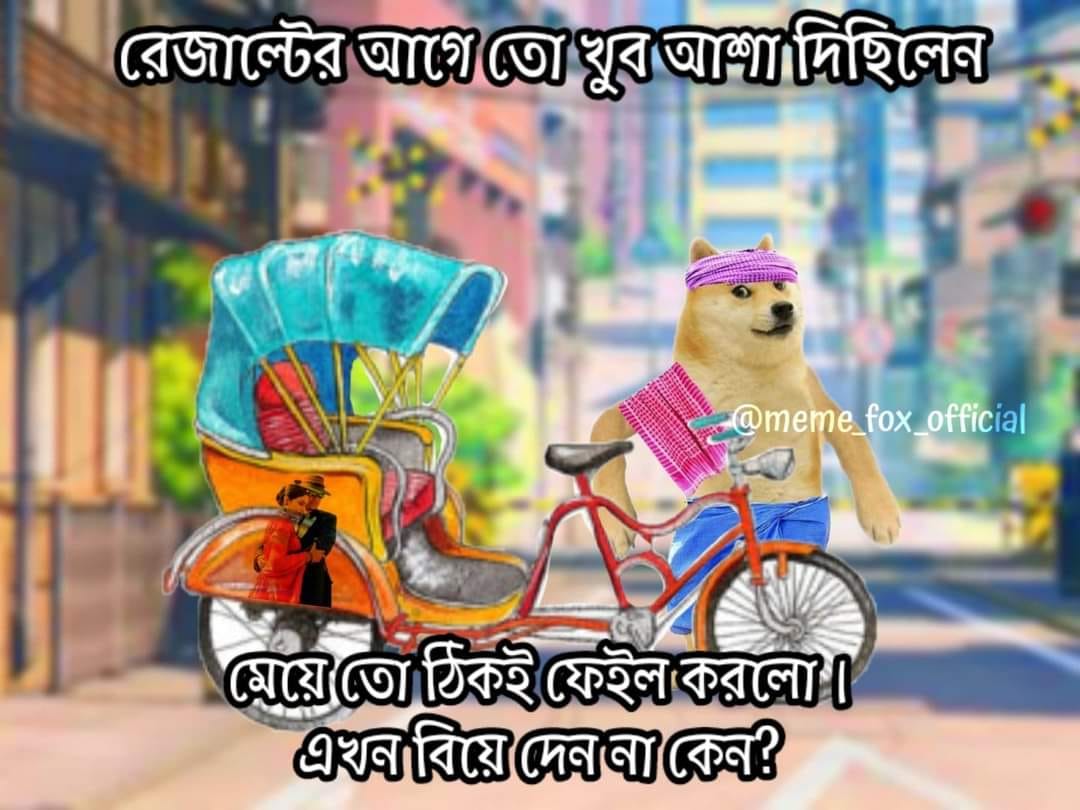 রেজাল্টের আগে তো খুব আশা দিছিলেন
@meme_fox_official
মেয়ে তো ঠিকই ফেইল করলো।
এখন বিয়ে দেন না কেন?